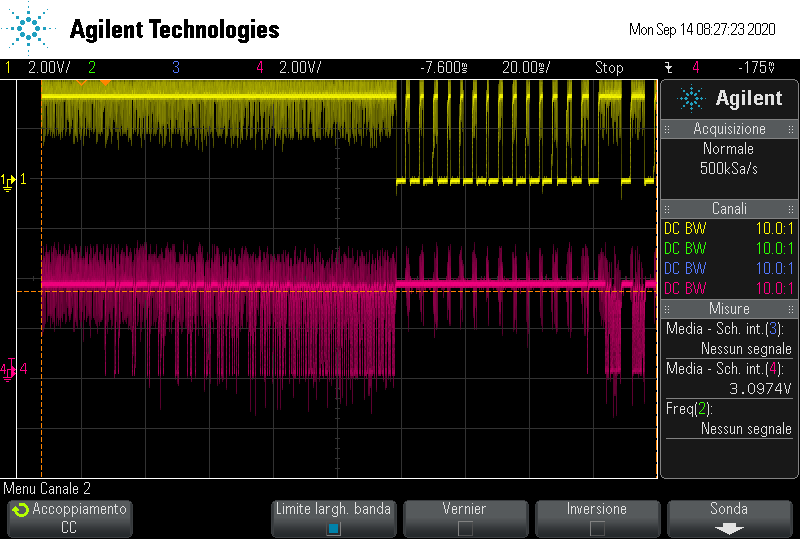 Agilent Technologies
Mon Sep 14 08:27:23 2020
1 2.00V/ 2 3 4 2.00V/ -7.600s 20.00s/ Stop 4 -175V
Agilent
Acquisizione
Normale
500kSa/s
Canali
DC BW 10.0:1
DC BW 10.0:1
DC BW 10.0:1
DC BW 10.0:1
Misure
Media - Sch. int.(3):
Nessun segnale
Media - Sch. int.(4):
3.0974V
Freq(2):
Nessun segnale
1 1
4 4
Menu Canale 2
Accoppiamento
CC
Limite largh. banda
Vernier
Inversione
Sonda